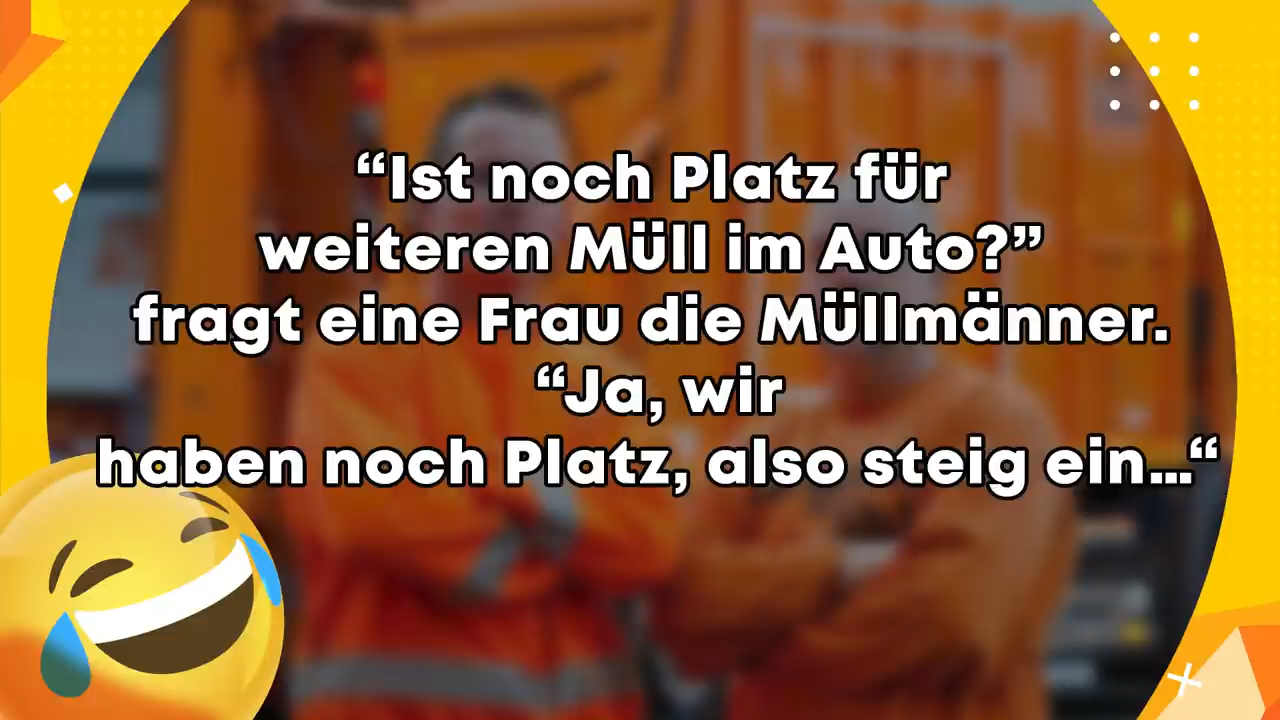 “Ist noch Platz für
weiteren Müll im Auto?”
fragt eine Frau die Müllmänner.
“Ja, wir
haben noch Platz, also steig ein...“